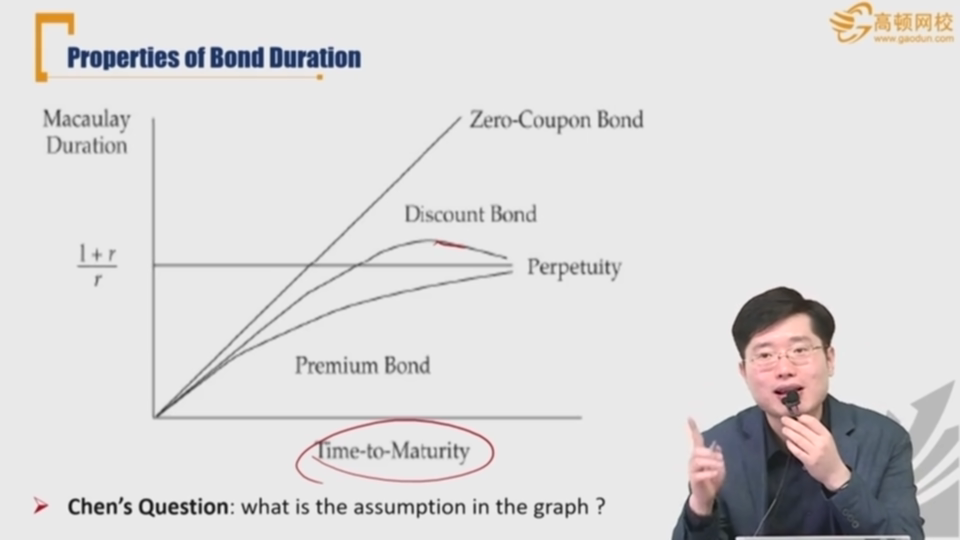 高顿网校
www.gaodun.com
Properties of Bond Duration
Macaulay
Duration
Zero-Coupon Bond
Discount Bond
1 + r
r
Perpetuity
Premium Bond
Time-to-Maturity
Chen's Question: what is the assumption in the graph ?